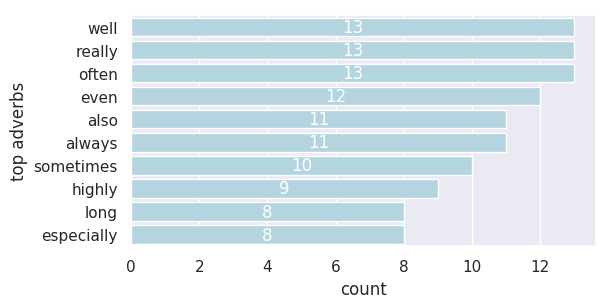 top adverbs
well 13
really 13
often 13
even 12
also 11
always 11
sometimes 10
highly 9
long 8
especially 8
0 2 4 6 8 10 12
count